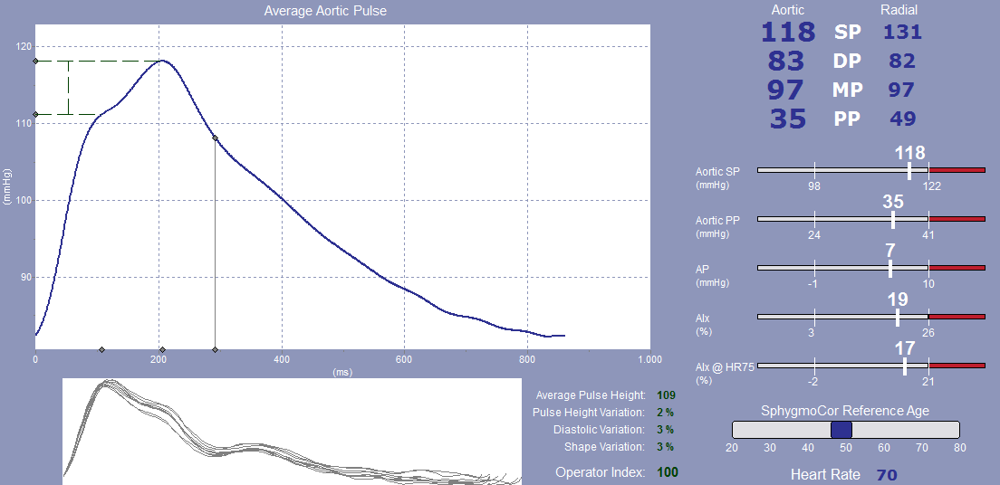 Average Aortic Pulse
120
110
100
90
(mmHg)
0 200 400 600 800 1.000
(ms)
Aortic Radial
118 SP 131
83 DP 82
97 MP 97
35 PP 49
118
Aortic SP
(mmHg) 98 122
35
Aortic PP
(mmHg) 24 41
7
AP
(mmHg) -1 10
19
AIx
(%) 3 26
17
AIx @ HR75
(%) -2 21
Average Pulse Height: 109
Pulse Height Variation: 2 %
Diastolic Variation: 3 %
Shape Variation: 3 %
Operator Index: 100
SphygmoCor Reference Age
20 30 40 50 60 70 80
Heart Rate 70